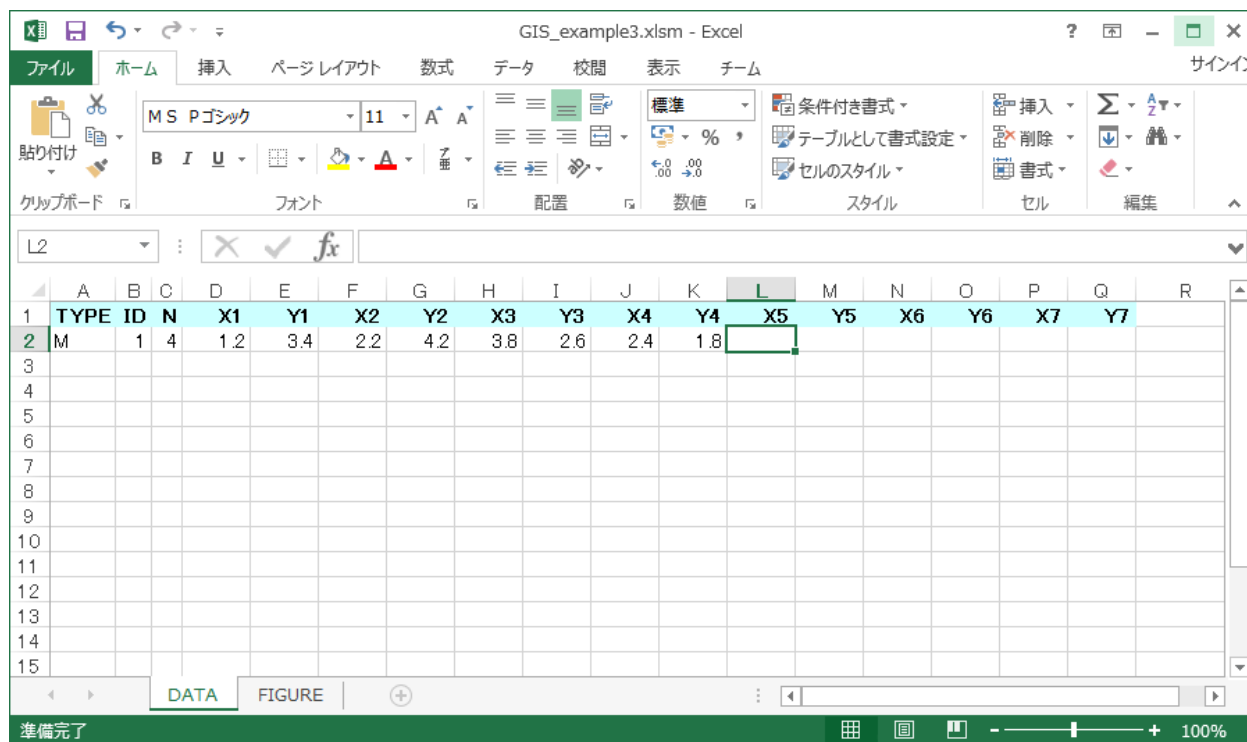 GIS_example3.xlsm - Excel
ファイル ホーム 挿入 ページ レイアウト 数式 データ 校閲 表示 チーム サインイン
貼り付け
MS Pゴシック 11
B I U
標準
条件付き書式
テーブルとして書式設定
セルのスタイル
挿入
削除
書式
クリップボード フォント 配置 数値 スタイル セル 編集
L2 fx
A B C D E F G H I J K L M N O P Q R
1 TYPE ID N X1 Y1 X2 Y2 X3 Y3 X4 Y4 X5 Y5 X6 Y6 X7 Y7
2 M 1 4 1.2 3.4 2.2 4.2 3.8 2.6 2.4 1.8
3
4
5
6
7
8
9
10
11
12
13
14
15
DATA FIGURE
準備完了 100%